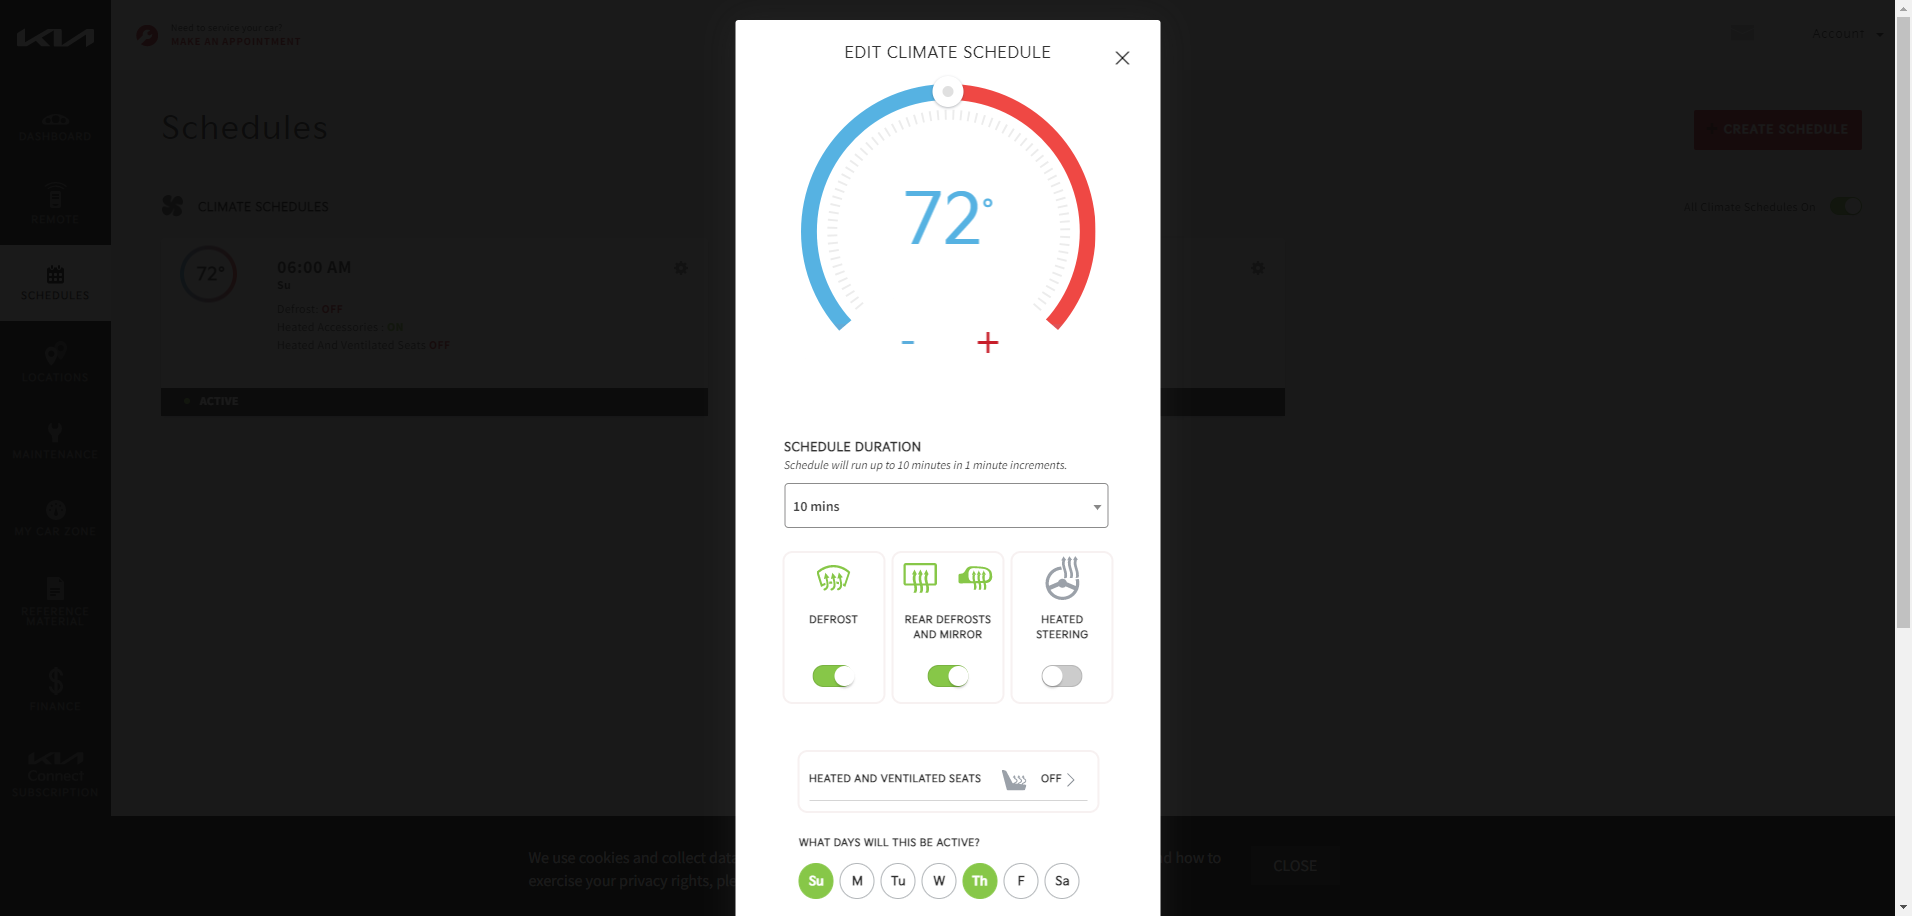 KIA
Need to service your car?
MAKE AN APPOINTMENT
Account
DASHBOARD
REMOTE
SCHEDULES
LOCATIONS
MAINTENANCE
MY CAR ZONE
REFERENCE
MATERIAL
FINANCE
KIA
Connect
SUBSCRIPTION
Schedules
CREATE SCHEDULE
CLIMATE SCHEDULES
All Climate Schedules On
72°
06:00 AM
Su
Defrost: OFF
Heated Accessories : ON
Heated And Ventilated Seats OFF
ACTIVE
EDIT CLIMATE SCHEDULE
72°
- +
SCHEDULE DURATION
Schedule will run up to 10 minutes in 1 minute increments.
10 mins
DEFROST
REAR DEFROSTS
AND MIRROR
HEATED
STEERING
HEATED AND VENTILATED SEATS OFF
WHAT DAYS WILL THIS BE ACTIVE?
Su M Tu W Th F Sa
We use cookies and collect
d how to
exercise your privacy rights,
CLOSE